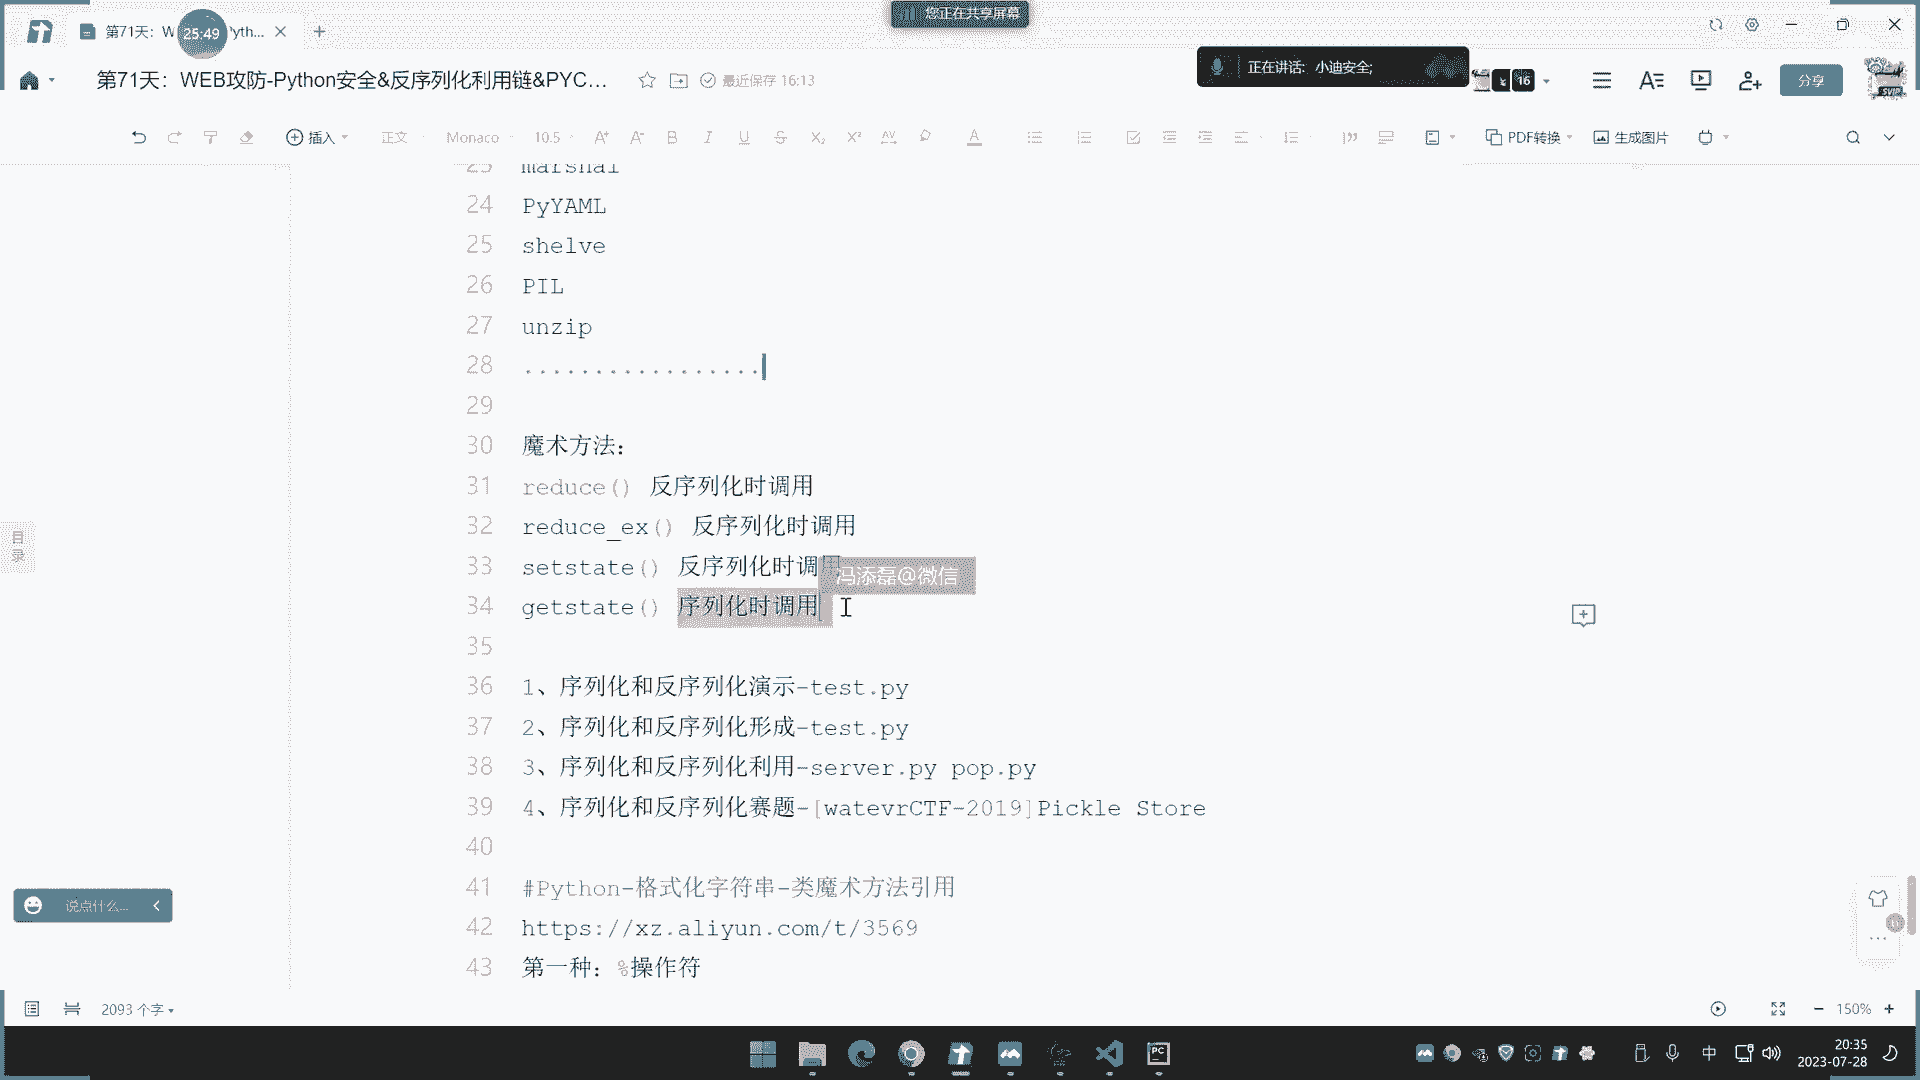 您正在共享屏幕
第71天：W
25:49
yth...
第71天：WEB攻防-Python安全&反序列化利用链&PYC...
最近保存 16:13
正在讲话: 小迪安全;
16
分享
SVIP
插入
正文
Monaco
10.5
PDF转换
生成图片
23 marshal
24 PyYAML
25 shelve
26 PIL
27 unzip
28 .................
29
30 魔术方法：
31 reduce() 反序列化时调用
32 reduce_ex() 反序列化时调用
33 setstate() 反序列化时调用
冯添磊@微信
34 getstate() 序列化时调用
35
36 1、序列化和反序列化演示-test.py
37 2、序列化和反序列化形成-test.py
38 3、序列化和反序列化利用-server.py pop.py
39 4、序列化和反序列化赛题-[watevrCTF-2019]Pickle Store
40
41 #Python-格式化字符串-类魔术方法引用
42 https://xz.aliyun.com/t/3569
43 第一种：%操作符
目录
说点什么...
2093 个字
150%
中
20:35
2023-07-28